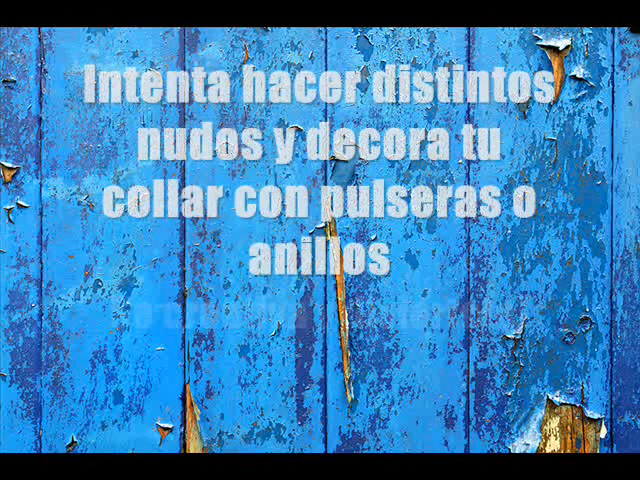 Intenta hacer distintos
nudos y decora tu
collar con pulseras o
anillos